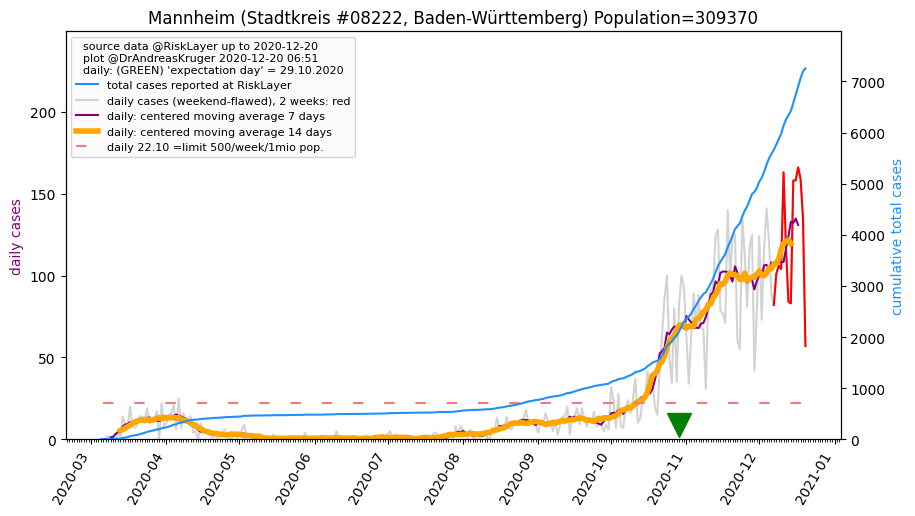 Mannheim (Stadtkreis #08222, Baden-Württemberg) Population=309370
source data @RiskLayer up to 2020-12-20
plot @DrAndreasKruger 2020-12-20 06:51
daily: (GREEN) 'expectation day' = 29.10.2020
total cases reported at RiskLayer
daily cases (weekend-flawed), 2 weeks: red
daily: centered moving average 7 days
daily: centered moving average 14 days
daily 22.10 =limit 500/week/1mio pop.
daily cases
200
150
100
50
0
cumulative total cases
7000
6000
5000
4000
3000
2000
1000
0
2020-03
2020-04
2020-05
2020-06
2020-07
2020-08
2020-09
2020-10
2020-11
2020-12
2021-01